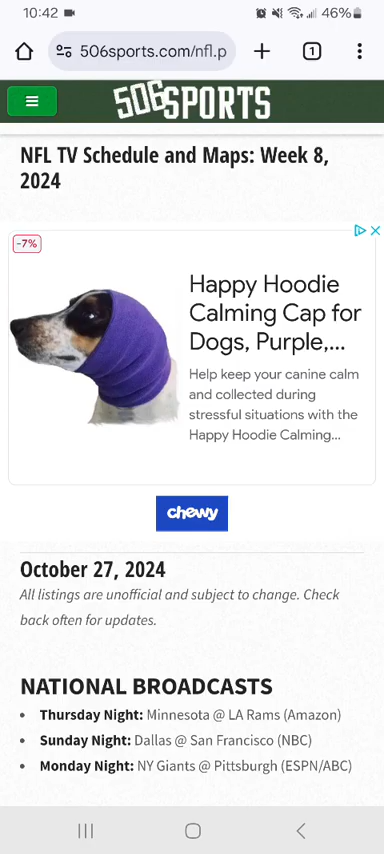 10:42
46%
506sports.com/nfl.p
1
506SPORTS
NFL TV Schedule and Maps: Week 8,
2024
-7%
Happy Hoodie
Calming Cap for
Dogs, Purple,...
Help keep your canine calm
and collected during
stressful situations with the
Happy Hoodie Calming...
chewy
October 27, 2024
All listings are unofficial and subject to change. Check
back often for updates.
NATIONAL BROADCASTS
• Thursday Night: Minnesota @ LA Rams (Amazon)
• Sunday Night: Dallas @ San Francisco (NBC)
• Monday Night: NY Giants @ Pittsburgh (ESPN/ABC)